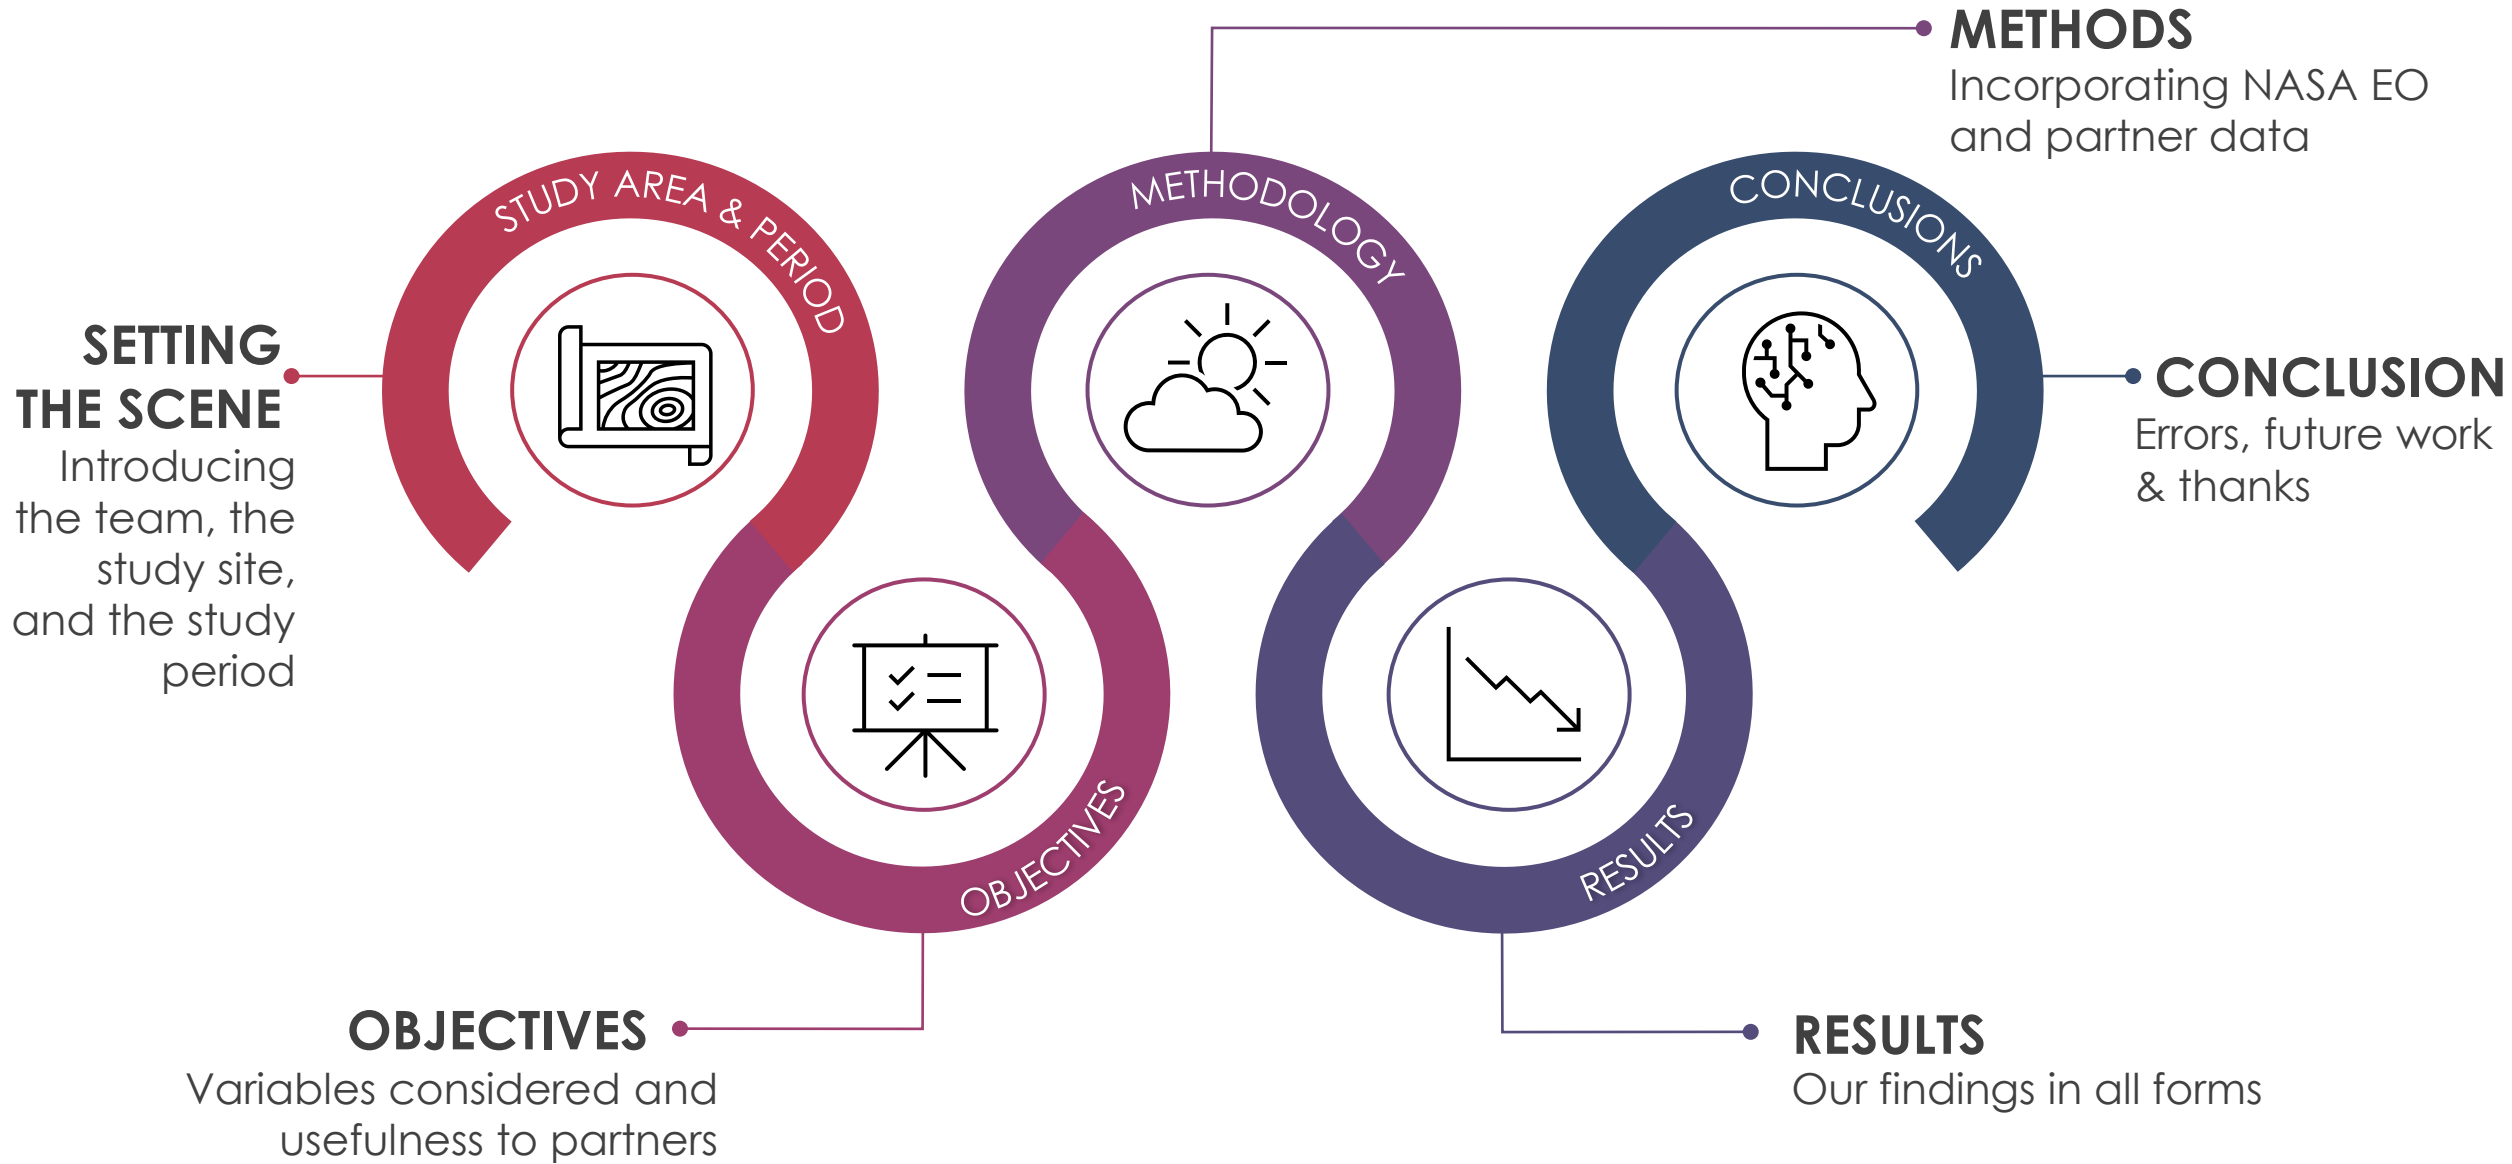 SETTING
THE SCENE
Introducing
the team, the
study site,
and the study
period
STUDY AREA & PERIOD
OBJECTIVES
OBJECTIVES
Variables considered and
usefulness to partners
METHODS
Incorporating NASA EO
and partner data
METHODOLOGY
RESULTS
RESULTS
Our findings in all forms
CONCLUSIONS
CONCLUSION
Errors, future work
& thanks